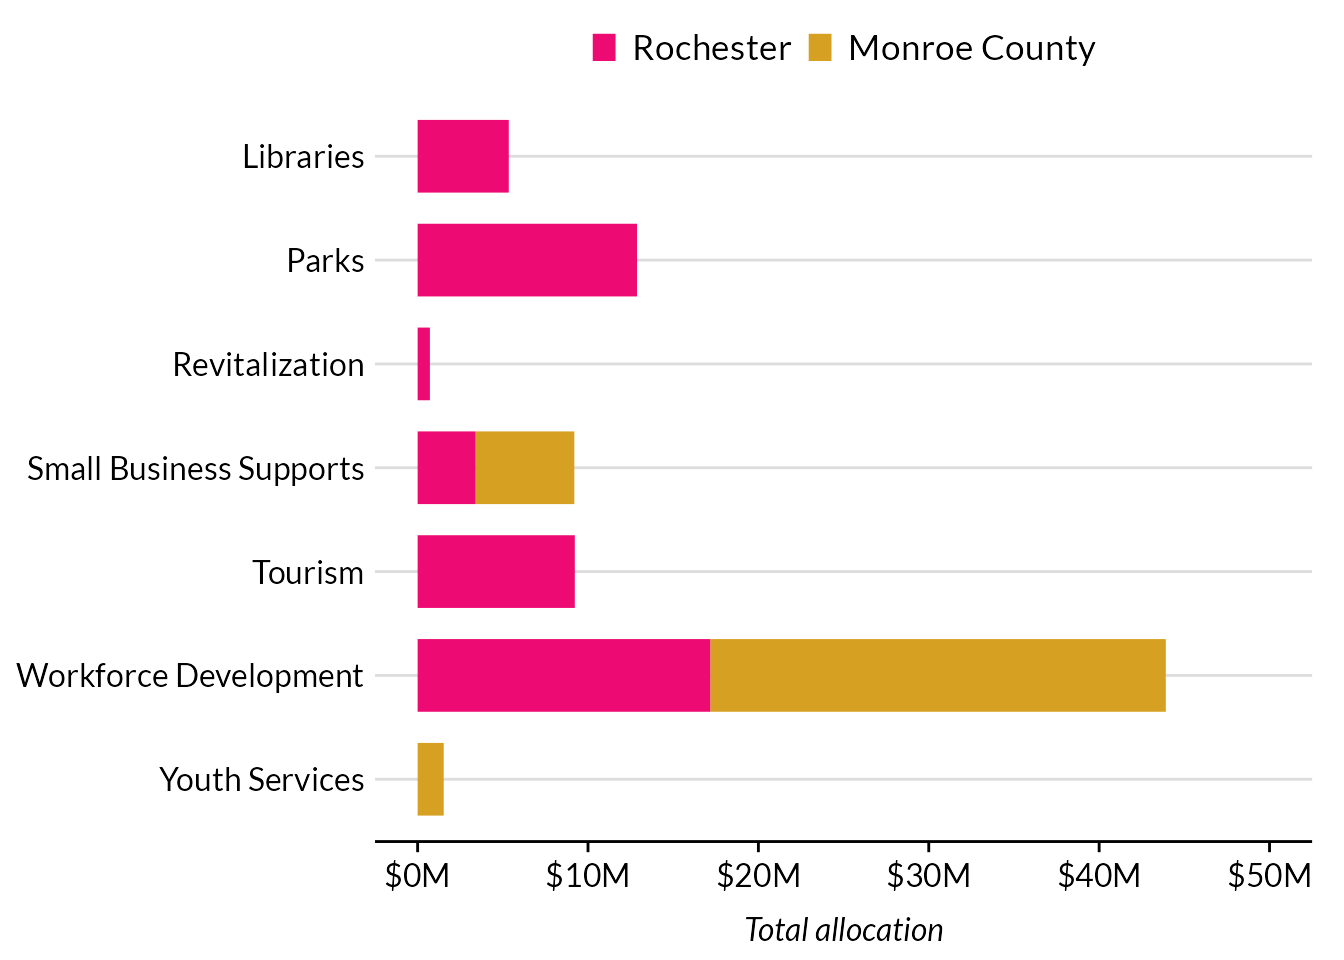 Rochester Monroe County
Libraries
Parks
Revitalization
Small Business Supports
Tourism
Workforce Development
Youth Services
$0M $10M $20M $30M $40M $50M
Total allocation